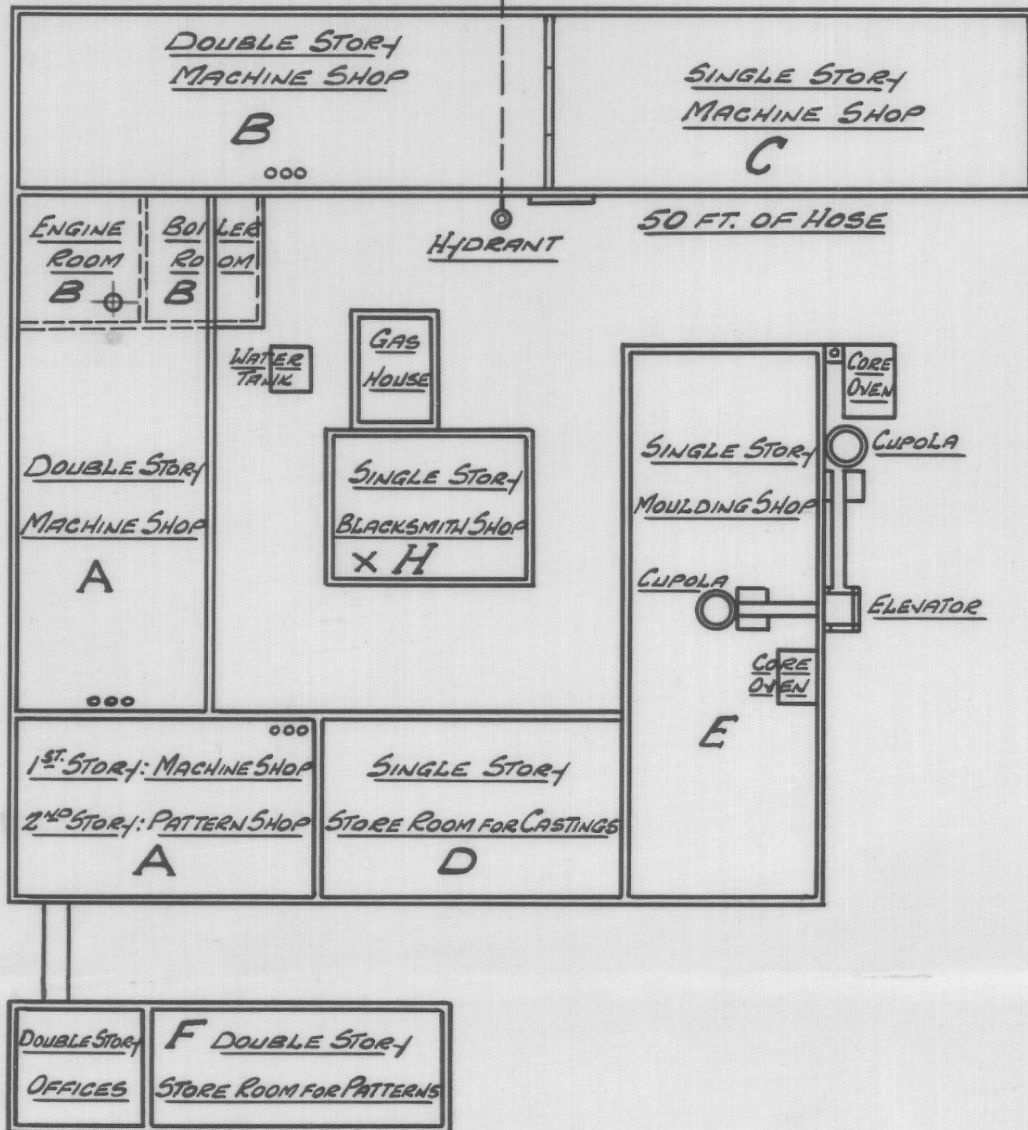 DOUBLE STORY
MACHINE SHOP
B
SINGLE STORY
MACHINE SHOP
C
ENGINE
ROOM
B
BOILER
ROOM
B
HYDRANT
50 FT. OF HOSE
WATER
TANK
GAS
HOUSE
CORE
OVEN
CUPOLA
DOUBLE STORY
MACHINE SHOP
A
SINGLE STORY
BLACKSMITH SHOP
X H
SINGLE STORY
MOULDING SHOP
CUPOLA
ELEVATOR
CORE
OVEN
E
1ST. STORY: MACHINE SHOP
2ND STORY: PATTERN SHOP
A
SINGLE STORY
STORE ROOM FOR CASTINGS
D
DOUBLE STORY
OFFICES
F DOUBLE STORY
STORE ROOM FOR PATTERNS